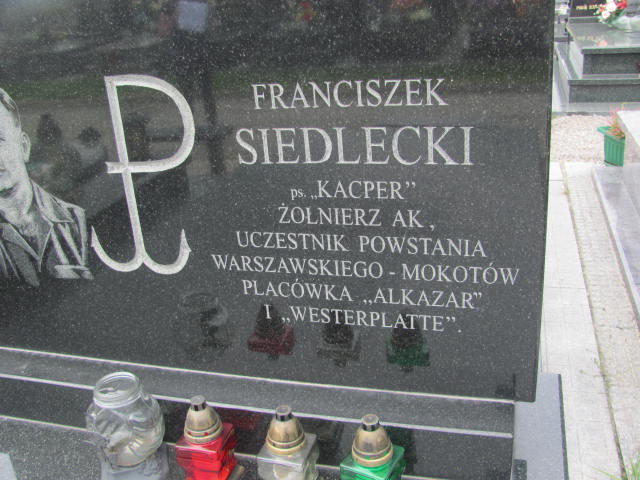 FRANCISZEK
SIEDLECKI
ps. „KACPER”
ŻOŁNIERZ AK,
UCZESTNIK POWSTANIA
WARSZAWSKIEGO - MOKOTÓW
PLACÓWKA „ALKAZAR”
I „WESTERPLATTE”.